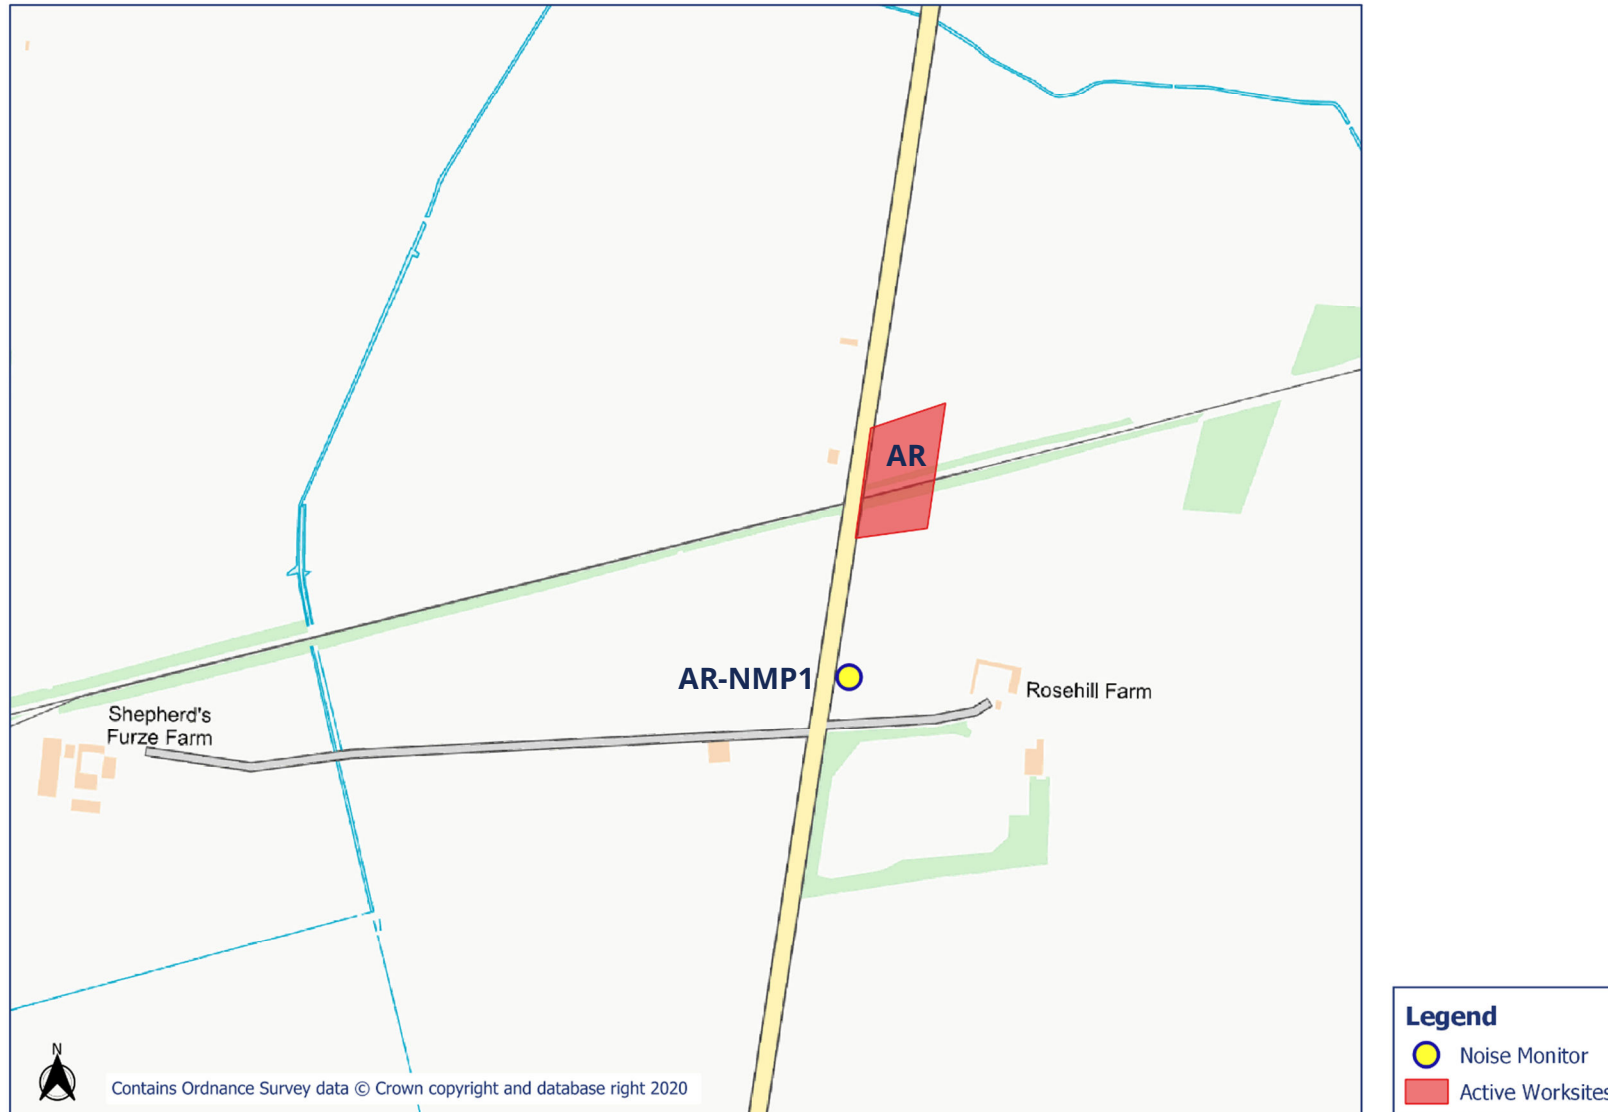 AR
AR-NMP1
Rosehill Farm
Shepherd's
Furze Farm
N
Contains Ordnance Survey data © Crown copyright and database right 2020
Legend
Noise Monitor
Active Worksites